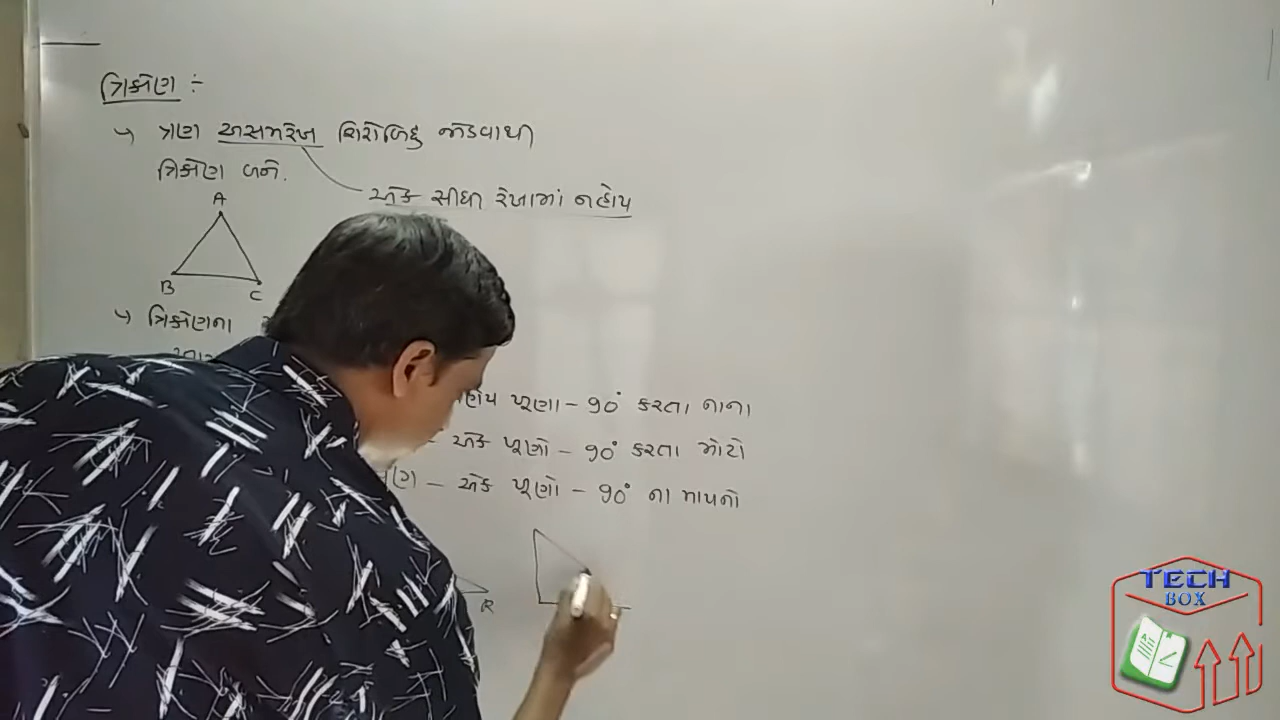 ત્રિકોણ :-
→ ત્રણ અસમરેખ શિરોબિંદુ જોડવાથી
ત્રિકોણ બને.
એક સીધી રેખામાં ન હોય
A
B
C
→ ત્રિકોણના
ખૂણા - 90° કરતા નાના
- એક ખૂણો - 90° કરતા મોટો
- એક ખૂણો - 90° ના માપનો
R
TECH
BOX